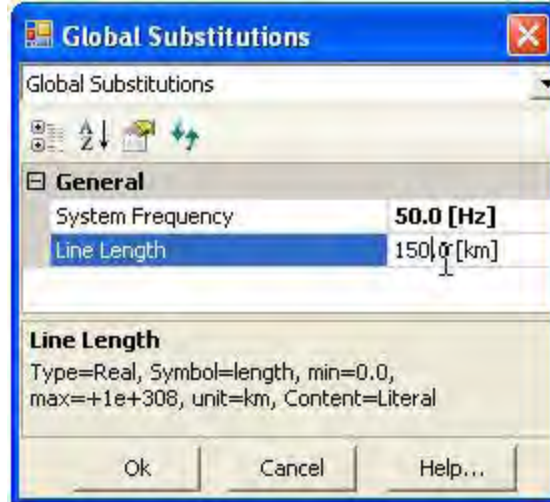 Global Substitutions
Global Substitutions
General
System Frequency 50.0 [Hz]
Line Length 150.0 [km]
Line Length
Type=Real, Symbol=length, min=0.0,
max=+1e+308, unit=km, Content=Literal
Ok Cancel Help...